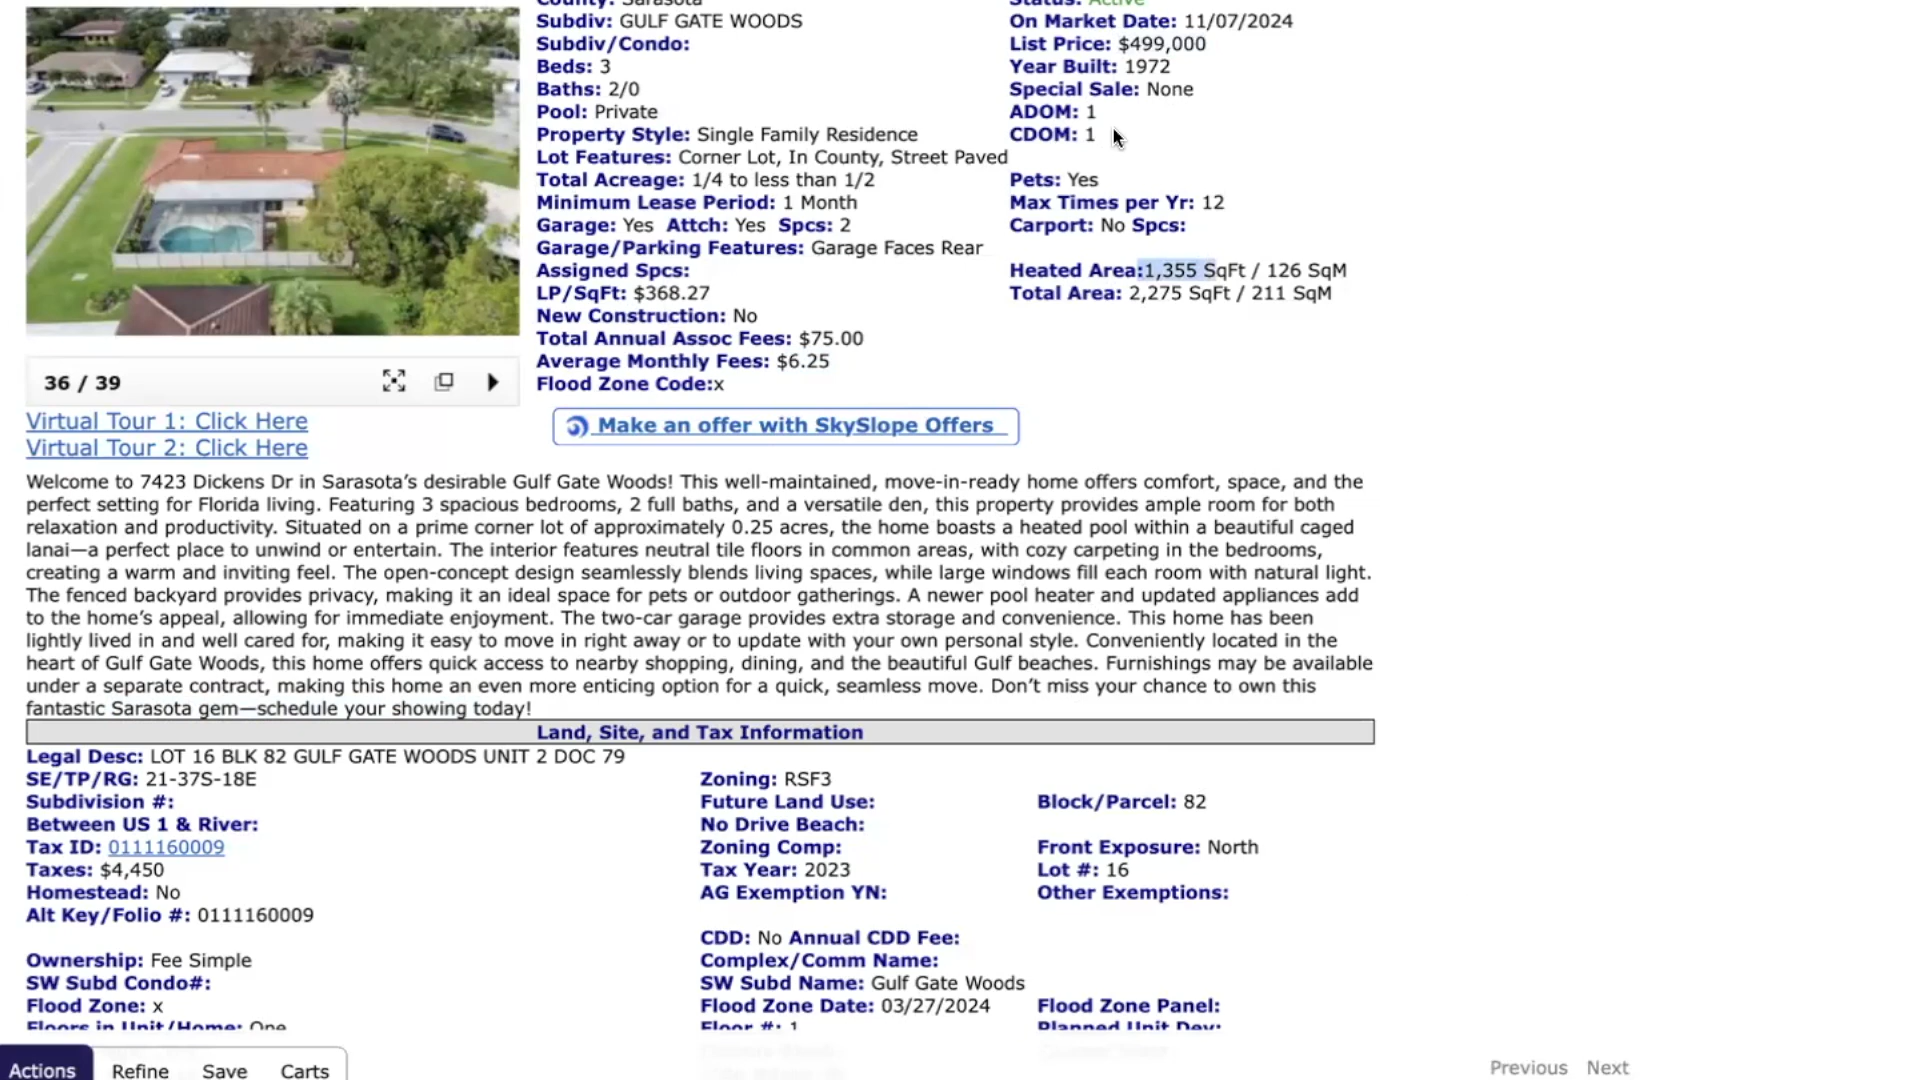 County: Sarasota
Status: Active
Subdiv: GULF GATE WOODS
On Market Date: 11/07/2024
Subdiv/Condo:
List Price: $499,000
Beds: 3
Year Built: 1972
Baths: 2/0
Special Sale: None
Pool: Private
ADOM: 1
Property Style: Single Family Residence
CDOM: 1
Lot Features: Corner Lot, In County, Street Paved
Total Acreage: 1/4 to less than 1/2
Pets: Yes
Minimum Lease Period: 1 Month
Max Times per Yr: 12
Garage: Yes Attch: Yes Spcs: 2
Carport: No Spcs:
Garage/Parking Features: Garage Faces Rear
Assigned Spcs:
Heated Area:1,355 SqFt / 126 SqM
LP/SqFt: $368.27
Total Area: 2,275 SqFt / 211 SqM
New Construction: No
Total Annual Assoc Fees: $75.00
Average Monthly Fees: $6.25
Flood Zone Code:x
36 / 39
Virtual Tour 1: Click Here
Virtual Tour 2: Click Here
Make an offer with SkySlope Offers
Welcome to 7423 Dickens Dr in Sarasota’s desirable Gulf Gate Woods! This well-maintained, move-in-ready home offers comfort, space, and the
perfect setting for Florida living. Featuring 3 spacious bedrooms, 2 full baths, and a versatile den, this property provides ample room for both
relaxation and productivity. Situated on a prime corner lot of approximately 0.25 acres, the home boasts a heated pool within a beautiful caged
lanai—a perfect place to unwind or entertain. The interior features neutral tile floors in common areas, with cozy carpeting in the bedrooms,
creating a warm and inviting feel. The open-concept design seamlessly blends living spaces, while large windows fill each room with natural light.
The fenced backyard provides privacy, making it an ideal space for pets or outdoor gatherings. A newer pool heater and updated appliances add
to the home’s appeal, allowing for immediate enjoyment. The two-car garage provides extra storage and convenience. This home has been
lightly lived in and well cared for, making it easy to move in right away or to update with your own personal style. Conveniently located in the
heart of Gulf Gate Woods, this home offers quick access to nearby shopping, dining, and the beautiful Gulf beaches. Furnishings may be available
under a separate contract, making this home an even more enticing option for a quick, seamless move. Don’t miss your chance to own this
fantastic Sarasota gem—schedule your showing today!
Land, Site, and Tax Information
Legal Desc: LOT 16 BLK 82 GULF GATE WOODS UNIT 2 DOC 79
SE/TP/RG: 21-37S-18E
Zoning: RSF3
Subdivision #:
Future Land Use:
Block/Parcel: 82
Between US 1 & River:
No Drive Beach:
Tax ID: 0111160009
Zoning Comp:
Front Exposure: North
Taxes: $4,450
Tax Year: 2023
Lot #: 16
Homestead: No
AG Exemption YN:
Other Exemptions:
Alt Key/Folio #: 0111160009
CDD: No Annual CDD Fee:
Ownership: Fee Simple
Complex/Comm Name:
SW Subd Condo#:
SW Subd Name: Gulf Gate Woods
Flood Zone: x
Flood Zone Date: 03/27/2024
Flood Zone Panel:
Floors in Unit/Home: One
Floor #: 1
Planned Unit Dev:
Actions
Refine
Save
Carts
Previous
Next